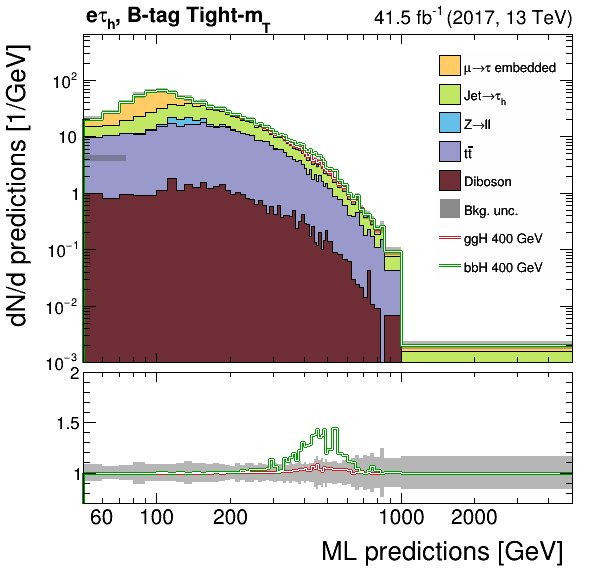 eτh, B-tag Tight-mT 41.5 fb⁻¹ (2017, 13 TeV)
dN/d predictions [1/GeV]
10²
10
1
10⁻¹
10⁻²
10⁻³
μ→τ embedded
Jet→τh
Z→ll
tt̄
Diboson
Bkg. unc.
ggH 400 GeV
bbH 400 GeV
2
1.5
1
60 100 200 1000 2000
ML predictions [GeV]